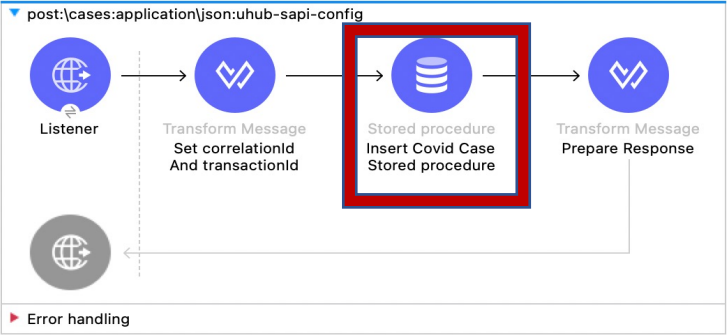 post:\cases:application\json:uhub-sapi-config
Listener
Transform Message
Set correlationId
And transactionId
Stored procedure
Insert Covid Case
Stored procedure
Transform Message
Prepare Response
Error handling